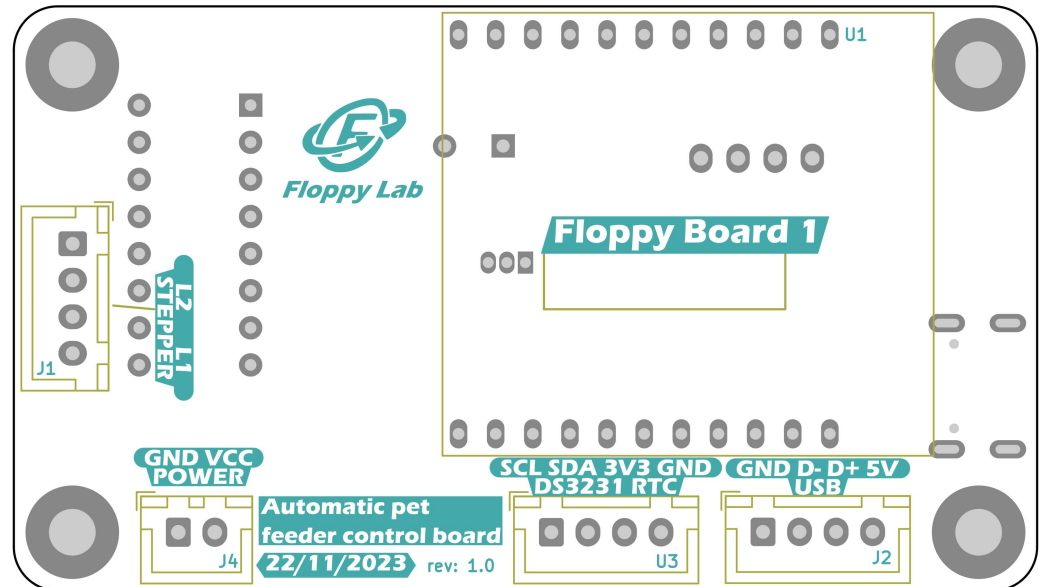 U1
F
Floppy Lab
Floppy Board 1
L2 L1
STEPPER
J1
GND VCC
POWER
SCL SDA 3V3 GND
DS3231 RTC
GND D- D+ 5V
USB
J4
Automatic pet
feeder control board
22/11/2023 rev: 1.0
U3
J2